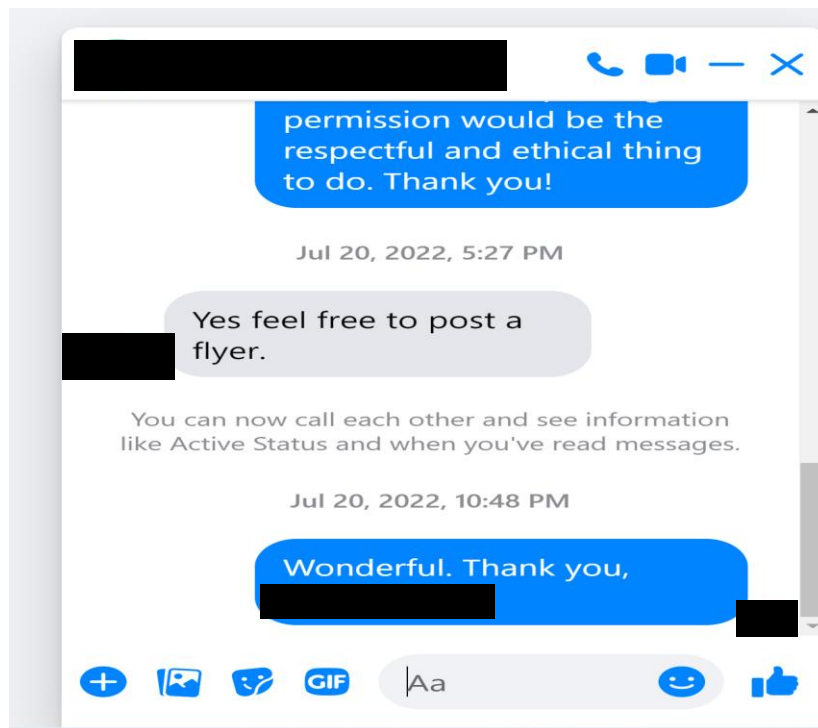 permission would be the
respectful and ethical thing
to do. Thank you!
Jul 20, 2022, 5:27 PM
Yes feel free to post a
flyer.
You can now call each other and see information
like Active Status and when you've read messages.
Jul 20, 2022, 10:48 PM
Wonderful. Thank you,
GIF
Aa